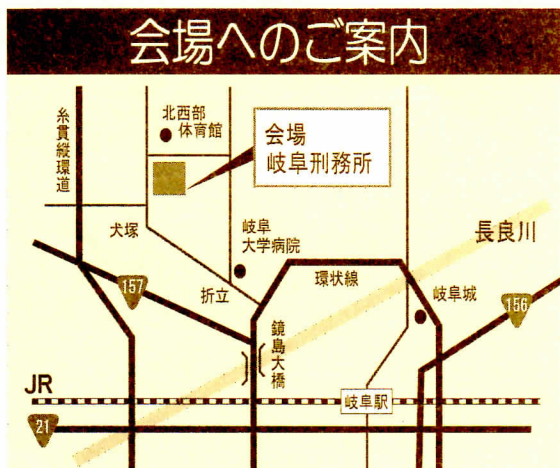 会場へのご案内
糸貫縦環道
北西部
体育館
会場
岐阜刑務所
犬塚
岐阜
大学病院
長良川
157
折立
環状線
岐阜城
156
鏡島大橋
JR
岐阜駅
21